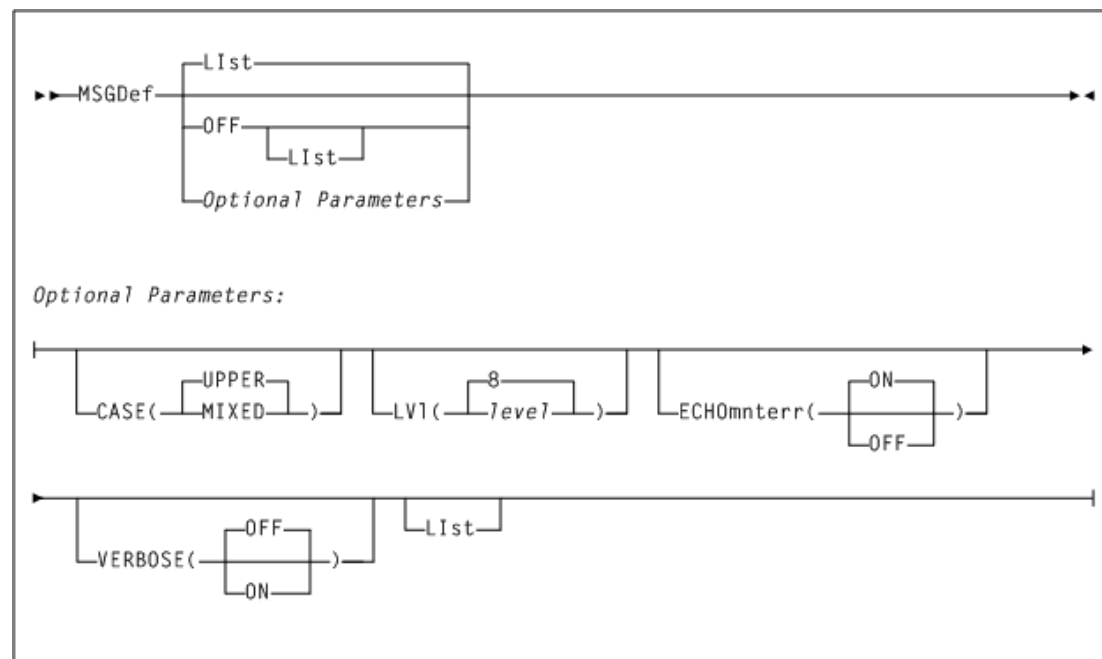 LIst
MSGDef
OFF
LIst
Optional Parameters
Optional Parameters:
UPPER 8 ON
CASE( MIXED ) LVl( level ) ECHOmnterr( )
OFF
OFF LIst
VERBOSE( )
ON